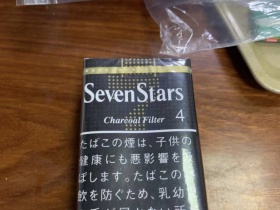 Seven Stars
Charcoal Filter 4
たばこの煙は、子供の
健康にも悪影響を及
ぼします。たばこの
飲を防ぐため、乳幼